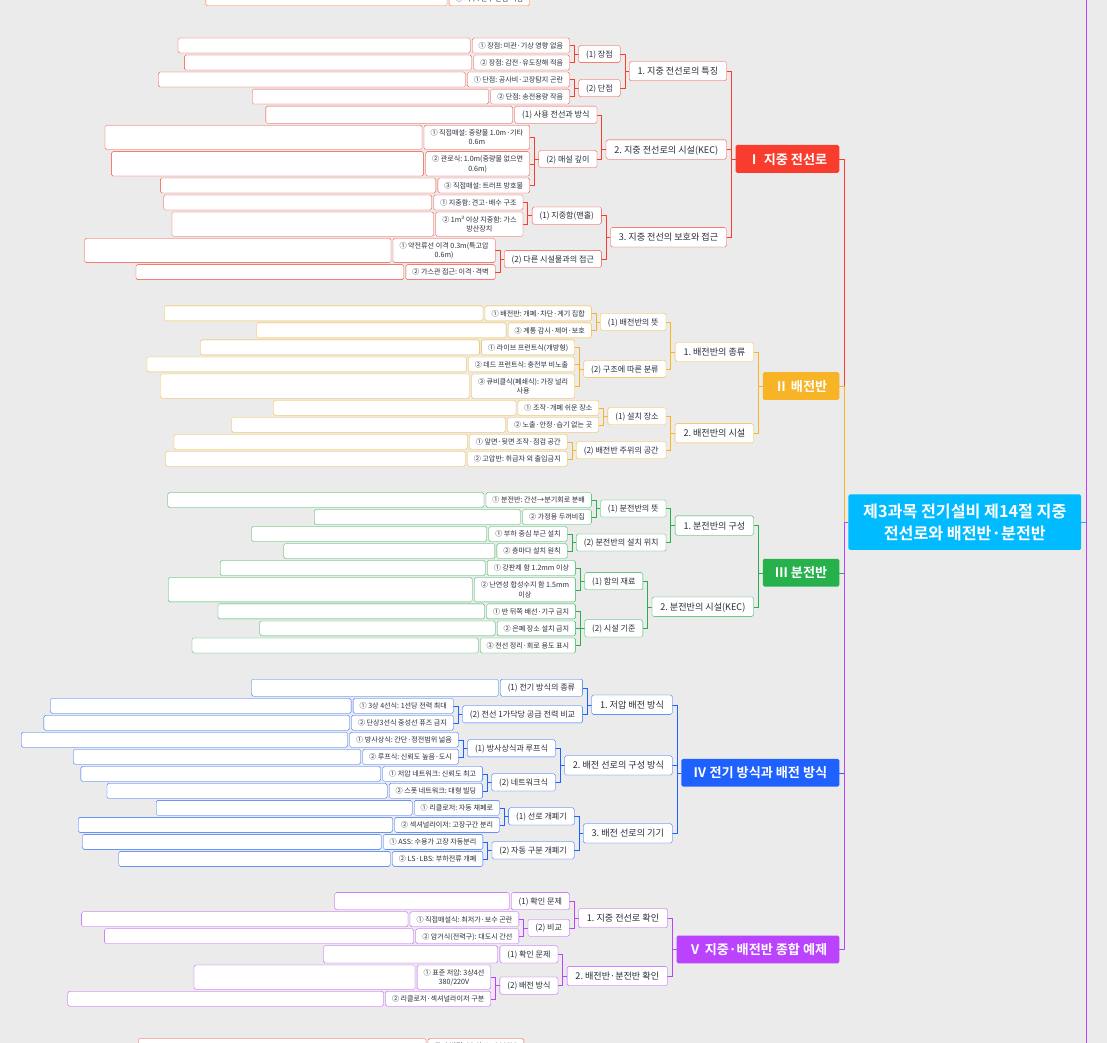 제3과목 전기설비 제14절 지중
전선로와 배전반·분전반
Ⅰ 지중 전선로
1. 지중 전선로의 특징
(1) 장점
① 장점: 미관·기상 영향 없음
② 장점: 감전·유도장해 적음
(2) 단점
① 단점: 공사비·고장탐지 곤란
② 단점: 송전용량 작음
2. 지중 전선로의 시설(KEC)
(1) 사용 전선과 방식
(2) 매설 깊이
① 직접매설: 중량물 1.0m·기타
0.6m
② 관로식: 1.0m(중량물 없으면
0.6m)
③ 직접매설: 트러프 방호물
3. 지중 전선의 보호와 접근
(1) 지중함(맨홀)
① 지중함: 견고·배수 구조
② 1m³ 이상 지중함: 가스
방산장치
(2) 다른 시설물과의 접근
① 약전류선 이격 0.3m(특고압
0.6m)
② 가스관 접근: 이격·격벽
Ⅱ 배전반
1. 배전반의 종류
(1) 배전반의 뜻
① 배전반: 개폐·차단·계기 집합
② 계통 감시·제어·보호
(2) 구조에 따른 분류
① 라이브 프런트식(개방형)
② 데드 프런트식: 충전부 비노출
③ 큐비클식(폐쇄식): 가장 널리
사용
2. 배전반의 시설
(1) 설치 장소
① 조작·개폐 쉬운 장소
② 노출·안정·습기 없는 곳
(2) 배전반 주위의 공간
① 앞면·뒷면 조작·점검 공간
② 고압반: 취급자 외 출입금지
Ⅲ 분전반
1. 분전반의 구성
(1) 분전반의 뜻
① 분전반: 간선→분기회로 분배
② 가정용 두꺼비집
(2) 분전반의 설치 위치
① 부하 중심 부근 설치
② 층마다 설치 원칙
2. 분전반의 시설(KEC)
(1) 함의 재료
① 강판제 함 1.2mm 이상
② 난연성 합성수지 함 1.5mm
이상
(2) 시설 기준
① 반 뒤쪽 배선·기구 금지
② 은폐 장소 설치 금지
③ 전선 정리·회로 용도 표시
Ⅳ 전기 방식과 배전 방식
1. 저압 배전 방식
(1) 전기 방식의 종류
(2) 전선 1가닥당 공급 전력 비교
① 3상 4선식: 1선당 전력 최대
② 단상3선식 중성선 퓨즈 금지
2. 배전 선로의 구성 방식
(1) 방사상식과 루프식
① 방사상식: 간단·정전범위 넓음
② 루프식: 신뢰도 높음·도시
(2) 네트워크식
① 저압 네트워크: 신뢰도 최고
② 스폿 네트워크: 대형 빌딩
3. 배전 선로의 기기
(1) 선로 개폐기
① 리클로저: 자동 재폐로
② 섹셔널라이저: 고장구간 분리
(2) 자동 구분 개폐기
① ASS: 수용가 고장 자동분리
② LS·LBS: 부하전류 개폐
Ⅴ 지중·배전반 종합 예제
1. 지중 전선로 확인
(1) 확인 문제
(2) 비교
① 직접매설식: 최저가·보수 곤란
② 암거식(전력구): 대도시 간선
2. 배전반·분전반 확인
(1) 확인 문제
(2) 배전 방식
① 표준 저압: 3상4선
380/220V
② 리클로저·섹셔널라이저 구분